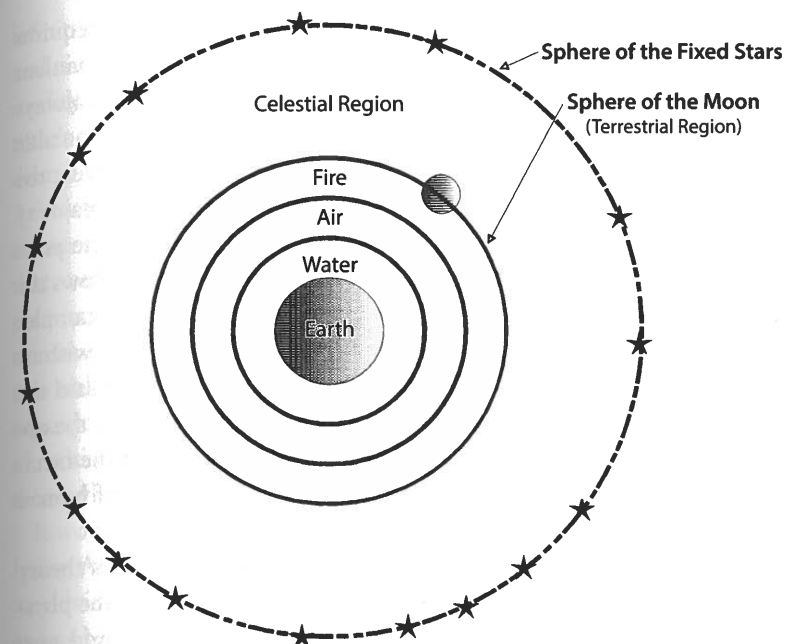 Sphere of the Fixed Stars
Celestial Region
Sphere of the Moon
(Terrestrial Region)
Fire
Air
Water
Earth